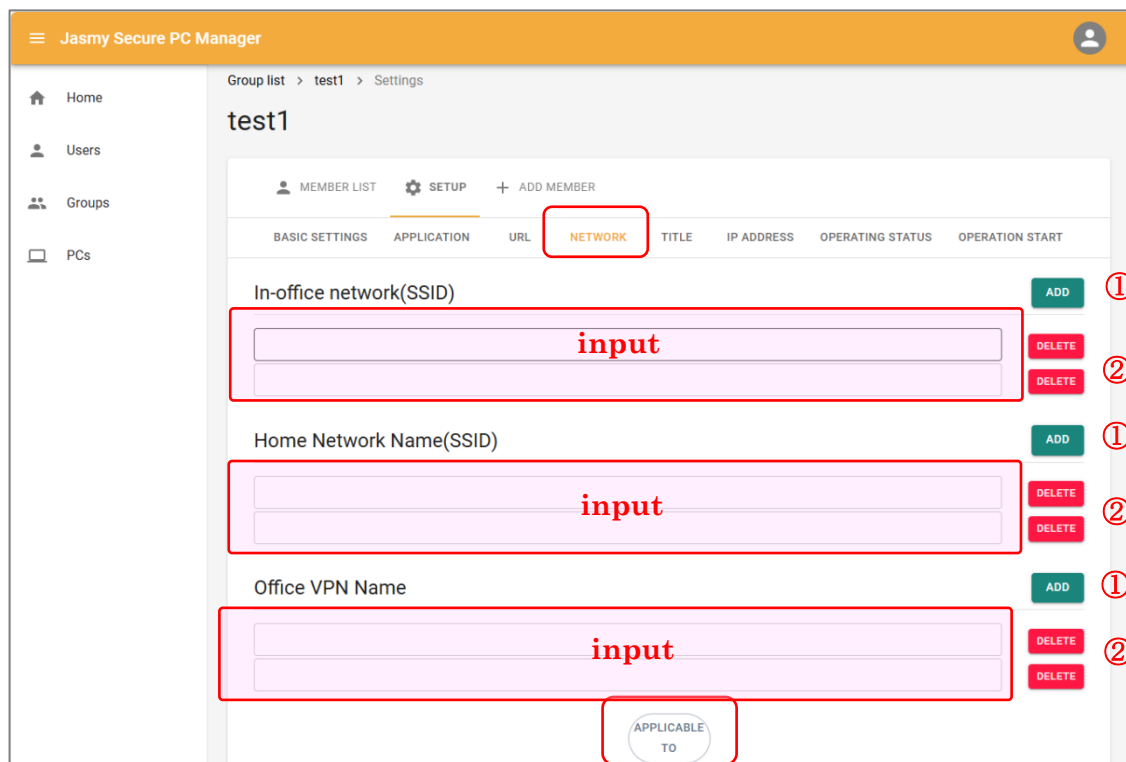 Jasmy Secure PC Manager
Group list > test1 > Settings
Home
test1
Users
MEMBER LIST SETUP + ADD MEMBER
Groups
BASIC SETTINGS APPLICATION URL NETWORK TITLE IP ADDRESS OPERATING STATUS OPERATION START
PCs
In-office network(SSID) ADD ①
input DELETE
DELETE ②
Home Network Name(SSID) ADD ①
input DELETE
DELETE ②
Office VPN Name ADD ①
input DELETE
DELETE ②
APPLICABLE
TO